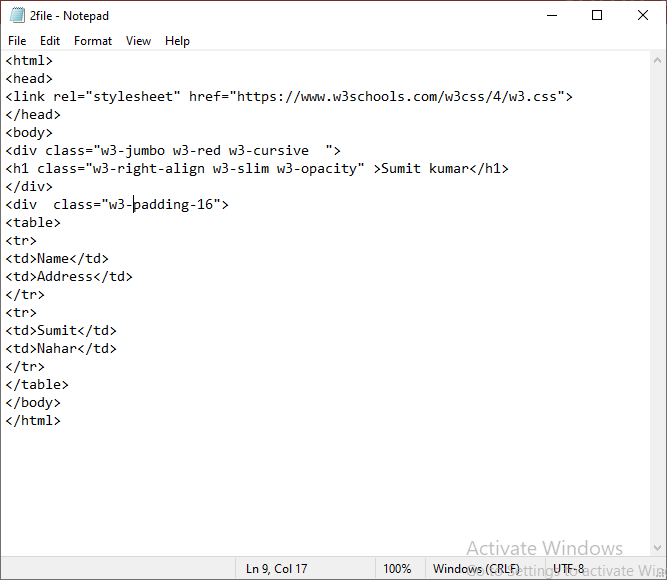 2file - Notepad
File Edit Format View Help
<html>
<head>
<link rel="stylesheet" href="https://www.w3schools.com/w3css/4/w3.css">
</head>
<body>
<div class="w3-jumbo w3-red w3-cursive  ">
<h1 class="w3-right-align w3-slim w3-opacity" >Sumit kumar</h1>
</div>
<div  class="w3-padding-16">
<table>
<tr>
<td>Name</td>
<td>Address</td>
</tr>
<tr>
<td>Sumit</td>
<td>Nahar</td>
</tr>
</table>
</body>
</html>
Activate Windows
Go to Settings to activate Win
Ln 9, Col 17 100% Windows (CRLF) UTF-8